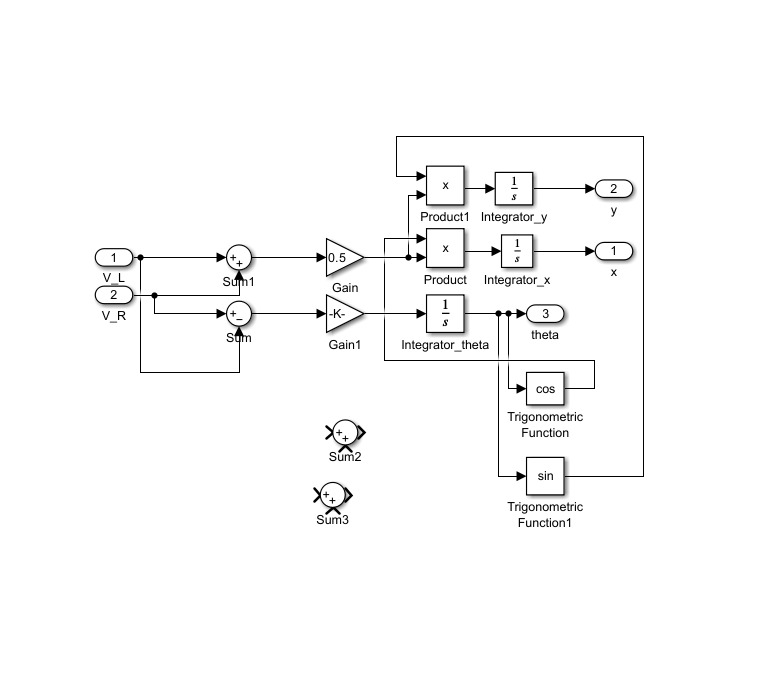 x
1
s
2
Product1
Integrator_y
y
1
+
+
0.5
x
1
s
1
V_L
Sum1
Gain
Product
Integrator_x
x
2
V_R
+
−
-K-
1
s
3
Sum
Gain1
Integrator_theta
theta
cos
Trigonometric
Function
+
+
Sum2
sin
+
+
Sum3
Trigonometric
Function1